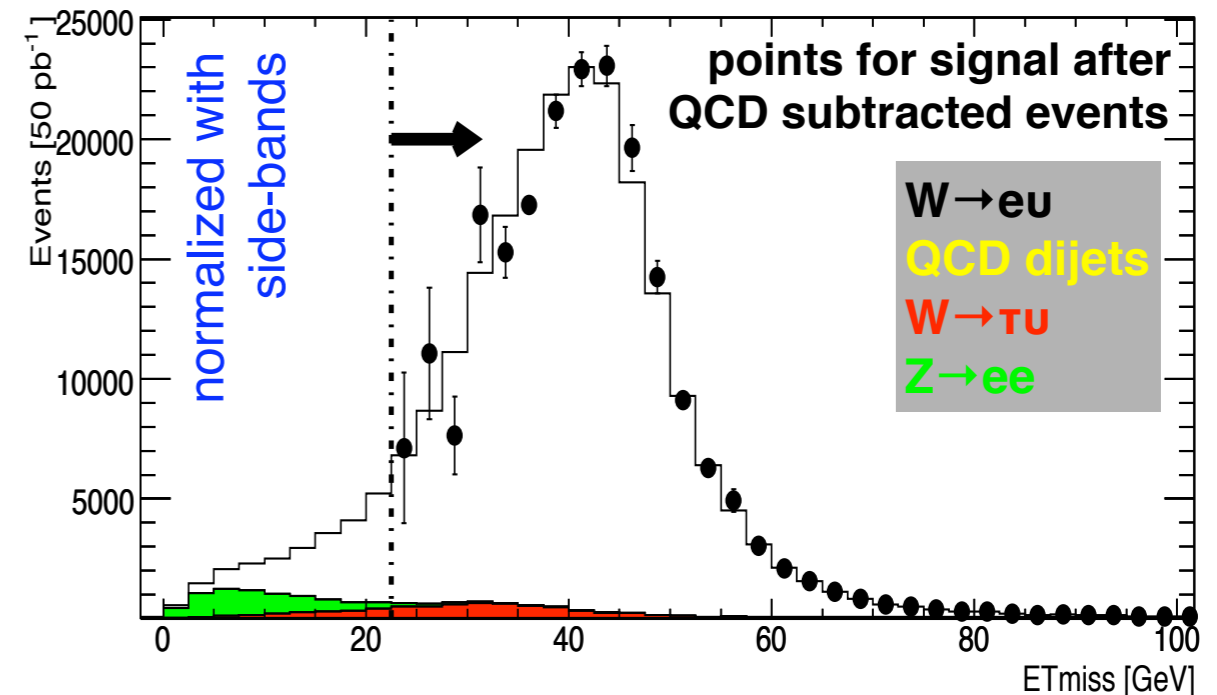 Events [50 pb-1]
25000
20000
15000
10000
5000
normalized with
side-bands
points for signal after
QCD subtracted events
W→eυ
QCD dijets
W→τυ
Z→ee
0 20 40 60 80 100
ETmiss [GeV]